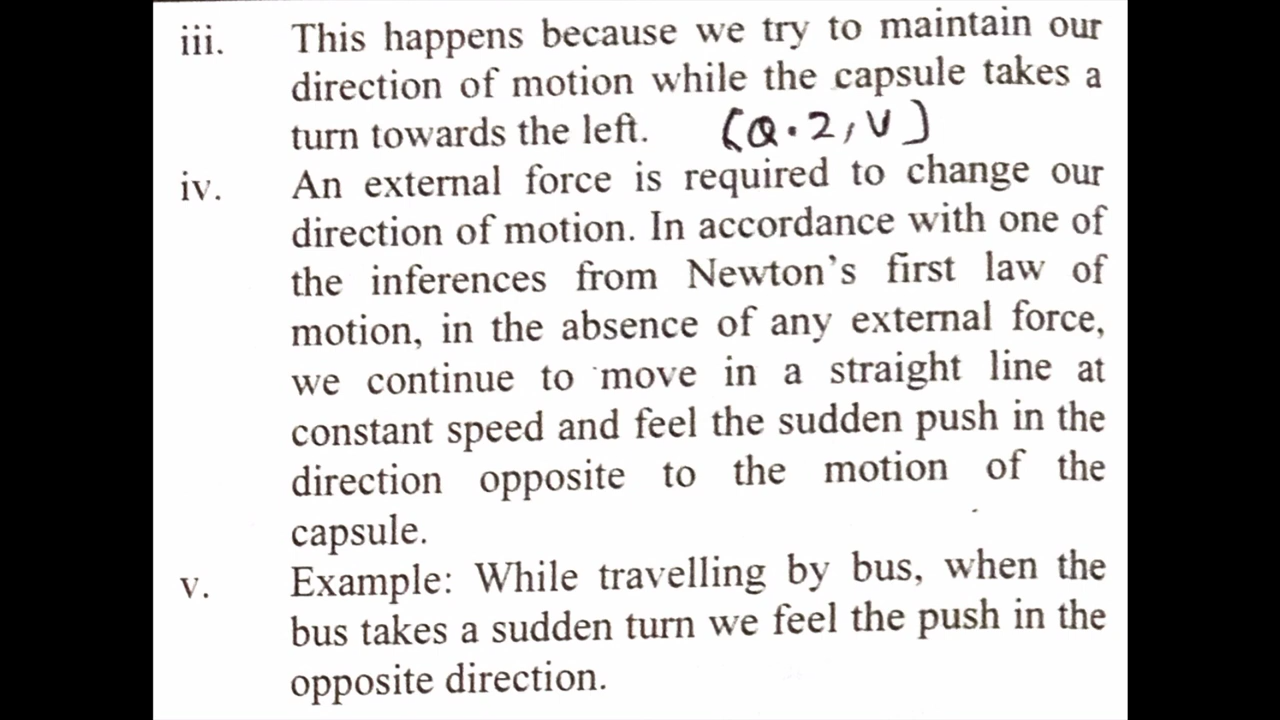 iii. This happens because we try to maintain our
direction of motion while the capsule takes a
turn towards the left. (Q.2, V)
iv. An external force is required to change our
direction of motion. In accordance with one of
the inferences from Newton's first law of
motion, in the absence of any external force,
we continue to move in a straight line at
constant speed and feel the sudden push in the
direction opposite to the motion of the
capsule.
v. Example: While travelling by bus, when the
bus takes a sudden turn we feel the push in the
opposite direction.